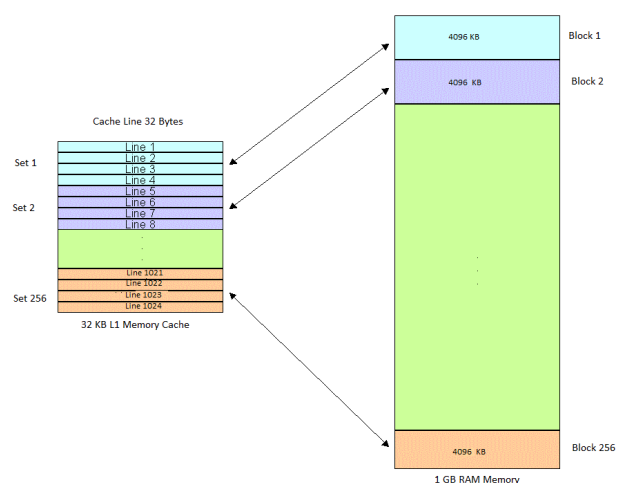 4096 KB
Block 1
4096 KB
Block 2
Cache Line 32 Bytes
Line 1
Line 2
Set 1
Line 3
Line 4
Line 5
Line 6
Set 2
Line 7
Line 8
Line 1021
Line 1022
Set 256
Line 1023
Line 1024
32 KB L1 Memory Cache
4096 KB
Block 256
1 GB RAM Memory